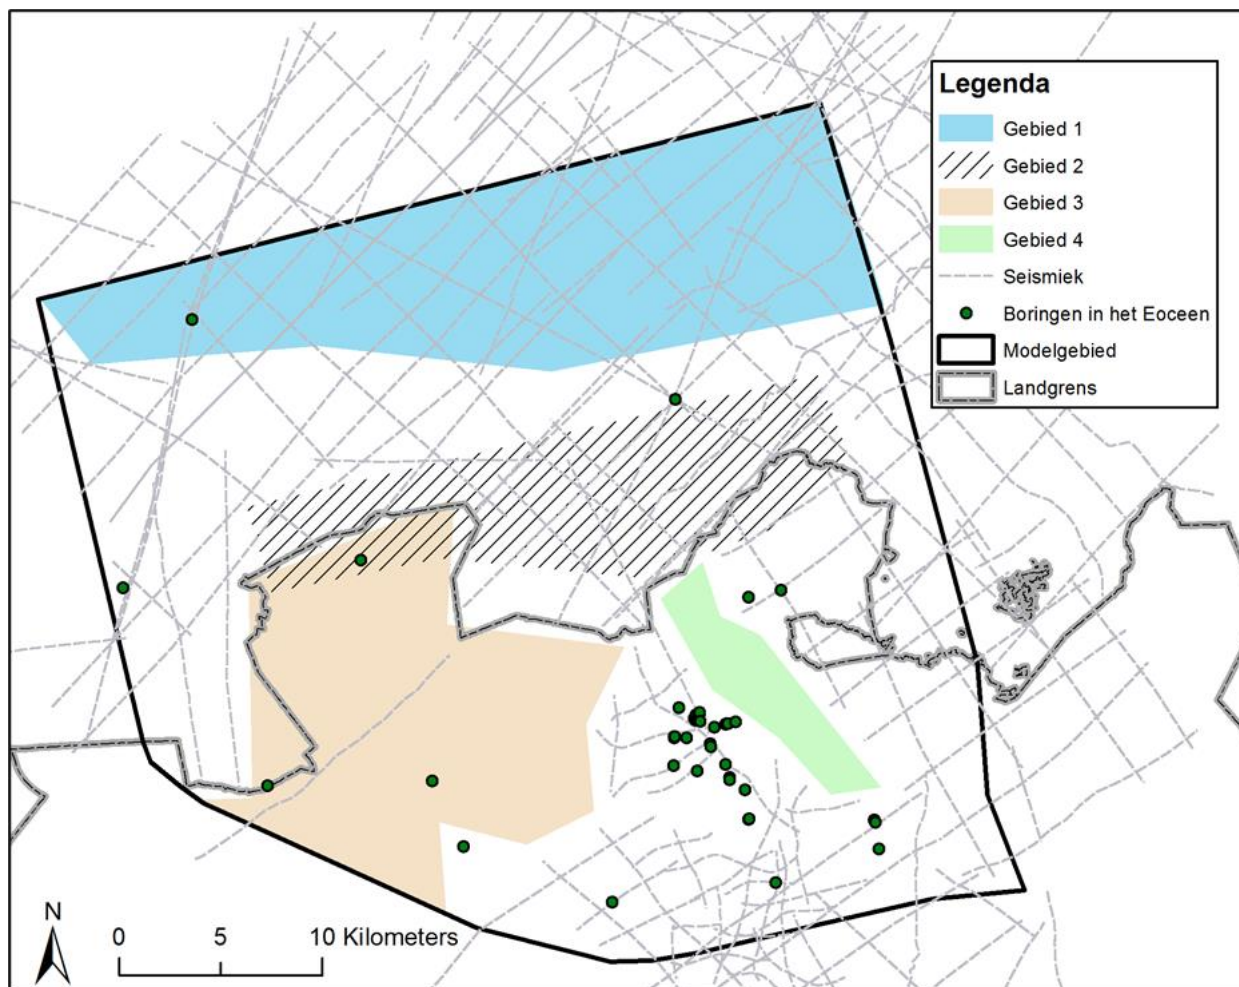 Legenda
Gebied 1
Gebied 2
Gebied 3
Gebied 4
Seismiek
Boringen in het Eoceen
Modelgebied
Landgrens
N
0 5 10 Kilometers